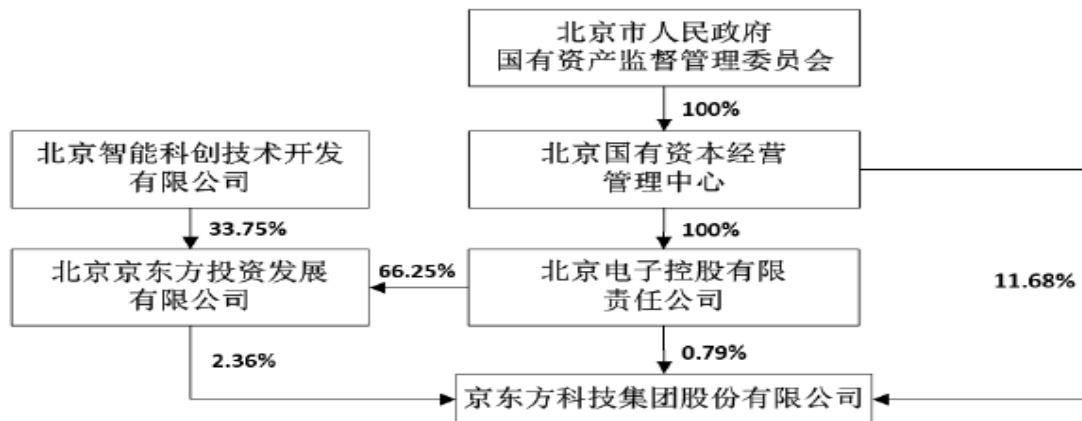 北京市人民政府
国有资产监督管理委员会
100%
北京智能科创技术开发
有限公司
北京国有资本经营
管理中心
33.75%
100%
北京京东方投资发展
有限公司
66.25%
北京电子控股有限
责任公司
11.68%
2.36%
0.79%
京东方科技集团股份有限公司